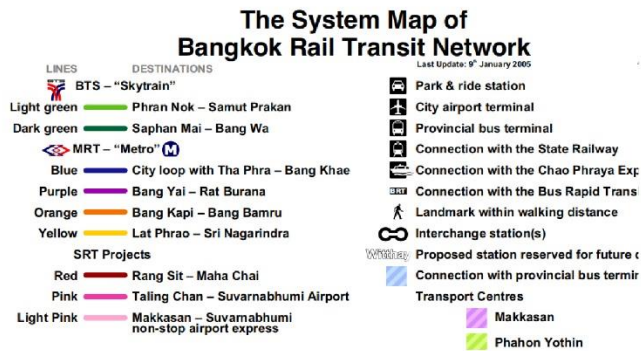 The System Map of
Bangkok Rail Transit Network
Last Update: 9th January 2005
LINES DESTINATIONS
BTS – “Skytrain”
Light green Phran Nok – Samut Prakan
Dark green Saphan Mai – Bang Wa
MRT – “Metro” M
Blue City loop with Tha Phra – Bang Khae
Purple Bang Yai – Rat Burana
Orange Bang Kapi – Bang Bamru
Yellow Lat Phrao – Sri Nagarindra
SRT Projects
Red Rang Sit – Maha Chai
Pink Taling Chan – Suvarnabhumi Airport
Light Pink Makkasan – Suvarnabhumi
non-stop airport express
Park & ride station
City airport terminal
Provincial bus terminal
Connection with the State Railway
Connection with the Chao Phraya Exp
BRT Connection with the Bus Rapid Transi
Landmark within walking distance
Interchange station(s)
Witthay Proposed station reserved for future
Connection with provincial bus termin
Transport Centres
Makkasan
Phahon Yothin